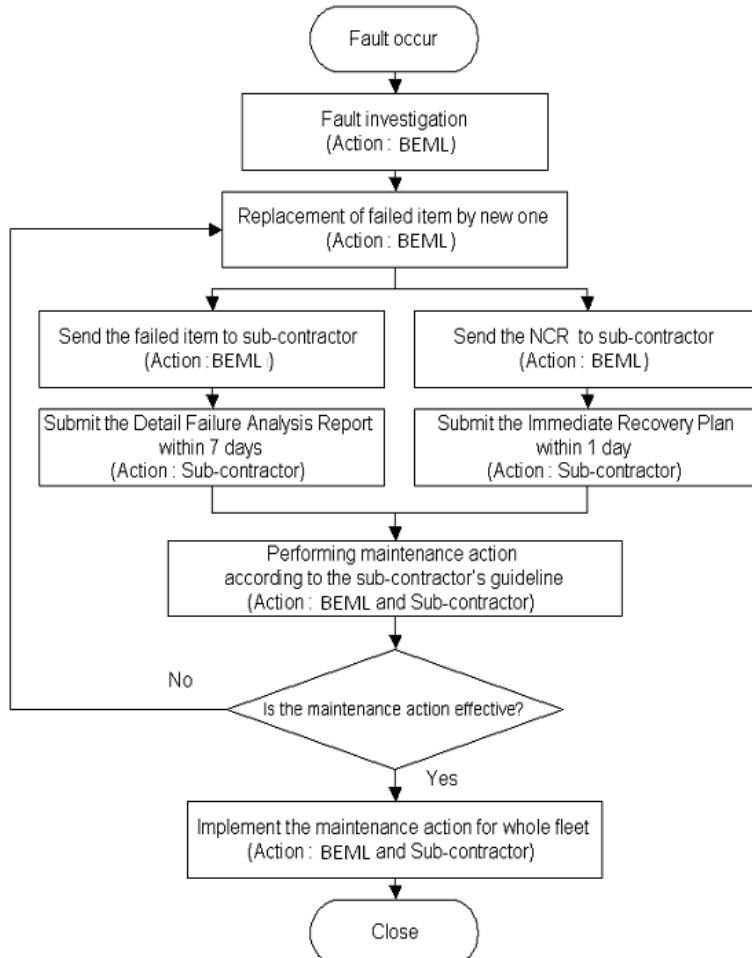 Fault occur
Fault investigation
(Action : BEML)
Replacement of failed item by new one
(Action : BEML)
Send the failed item to sub-contractor
(Action :BEML )
Send the NCR to sub-contractor
(Action : BEML)
Submit the Detail Failure Analysis Report
within 7 days
(Action : Sub-contractor)
Submit the Immediate Recovery Plan
within 1 day
(Action : Sub-contractor)
Performing maintenance action
according to the sub-contractor's guideline
(Action : BEML and Sub-contractor)
No
Is the maintenance action effective?
Yes
Implement the maintenance action for whole fleet
(Action : BEML and Sub-contractor)
Close